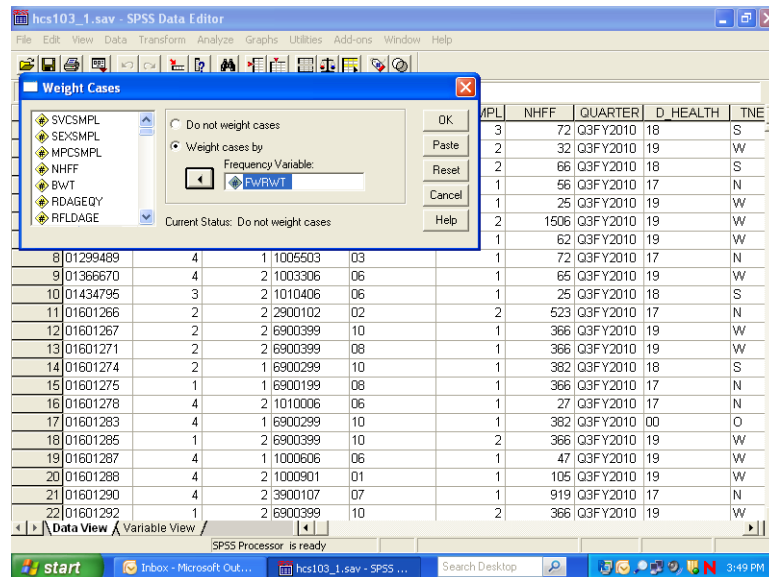 hcs103_1.sav - SPSS Data Editor
File Edit View Data Transform Analyze Graphs Utilities Add-ons Window Help
Weight Cases
SVCSMPL
SEXSMPL
MPCSMPL
NHFF
BWT
RDAGEQY
RFLDAGE
Do not weight cases
Weight cases by
Frequency Variable:
FWRWT
Current Status: Do not weight cases
OK
Paste
Reset
Cancel
Help
MPL NHFF QUARTER D_HEALTH TNE
3 72 Q3FY2010 18 S
2 32 Q3FY2010 19 W
2 66 Q3FY2010 18 S
1 56 Q3FY2010 17 N
1 25 Q3FY2010 19 W
2 1506 Q3FY2010 19 W
1 62 Q3FY2010 19 W
8 01299489 4 1 1005503 03 1 72 Q3FY2010 17 N
9 01366670 4 2 1003306 06 1 65 Q3FY2010 19 W
10 01434795 3 2 1010406 06 1 25 Q3FY2010 18 S
11 01601266 2 2 2900102 02 2 523 Q3FY2010 17 N
12 01601267 2 2 6900399 10 1 366 Q3FY2010 19 W
13 01601271 2 2 6900399 08 1 366 Q3FY2010 19 W
14 01601274 2 1 6900299 10 1 382 Q3FY2010 18 S
15 01601275 1 1 6900199 08 1 366 Q3FY2010 17 N
16 01601278 4 2 1010006 06 1 27 Q3FY2010 17 N
17 01601283 4 1 6900299 10 1 382 Q3FY2010 00 O
18 01601285 1 2 6900399 10 2 366 Q3FY2010 19 W
19 01601287 4 1 1000606 06 1 47 Q3FY2010 19 W
20 01601288 4 2 1000901 01 1 105 Q3FY2010 19 W
21 01601290 4 2 3900107 07 1 919 Q3FY2010 17 N
22 01601292 1 2 6900399 10 2 366 Q3FY2010 19 W
Data View Variable View
SPSS Processor is ready
start Inbox - Microsoft Out... hcs103_1.sav - SPSS ... Search Desktop 3:49 PM